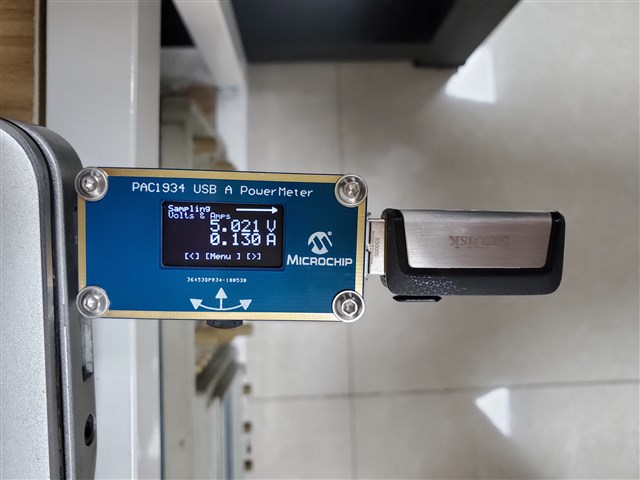 PAC1934 USB A PowerMeter
Sampling
Volts & Amps
5.021 V
0.130 A
[<] [Menu ] [>]
MICROCHIP
SanDisk